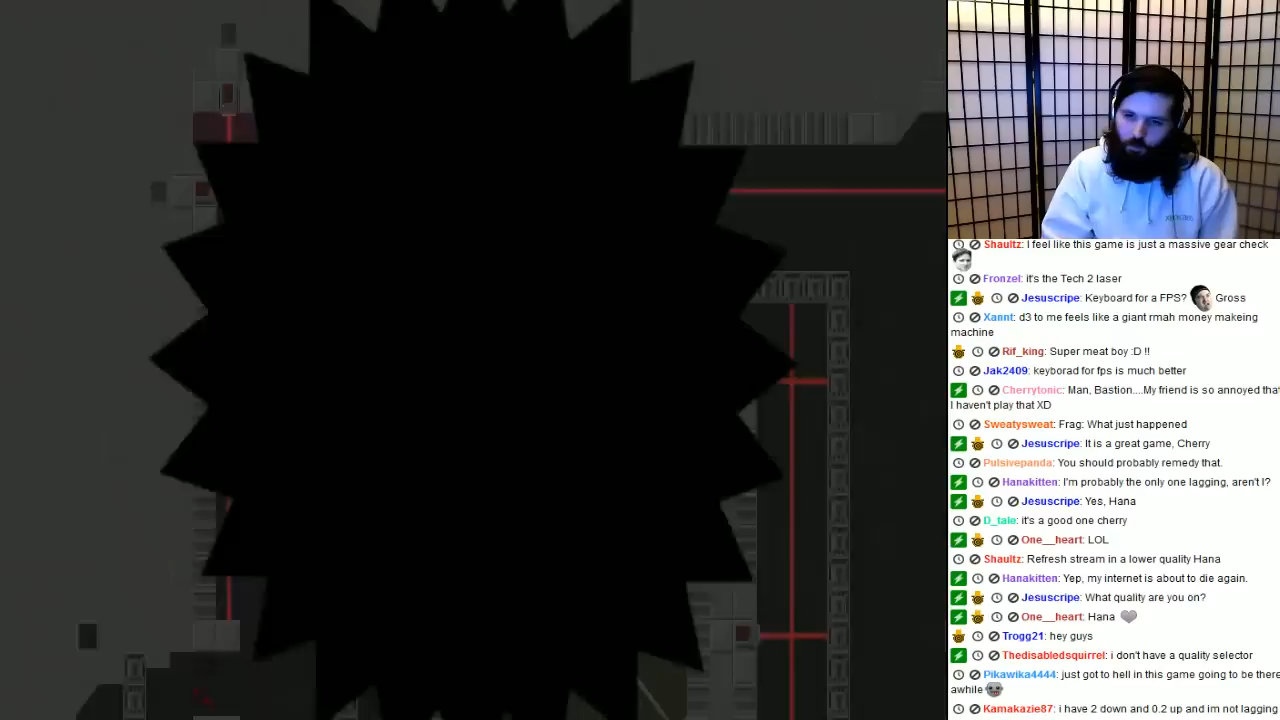 Shaultz: I feel like this game is just a massive gear check
Fronzel: it's the Tech 2 laser
Jesuscripe: Keyboard for a FPS? Gross
Xannt: d3 to me feels like a giant rmah money makeing
machine
Rif_king: Super meat boy :D !!
Jak2409: keyborad for fps is much better
Cherrytonic: Man, Bastion....My friend is so annoyed that
I haven't play that XD
Sweatysweat: Frag: What just happened
Jesuscripe: It is a great game, Cherry
Pulsivepanda: You should probably remedy that.
Hanakitten: I'm probably the only one lagging, aren't I?
Jesuscripe: Yes, Hana
D_tale: it's a good one cherry
One__heart: LOL
Shaultz: Refresh stream in a lower quality Hana
Hanakitten: Yep, my internet is about to die again.
Jesuscripe: What quality are you on?
One__heart: Hana
Trogg21: hey guys
Thedisabledsquirrel: i don't have a quality selector
Pikawika4444: just got to hell in this game going to be there
awhile
Kamakazie87: i have 2 down and 0.2 up and im not lagging